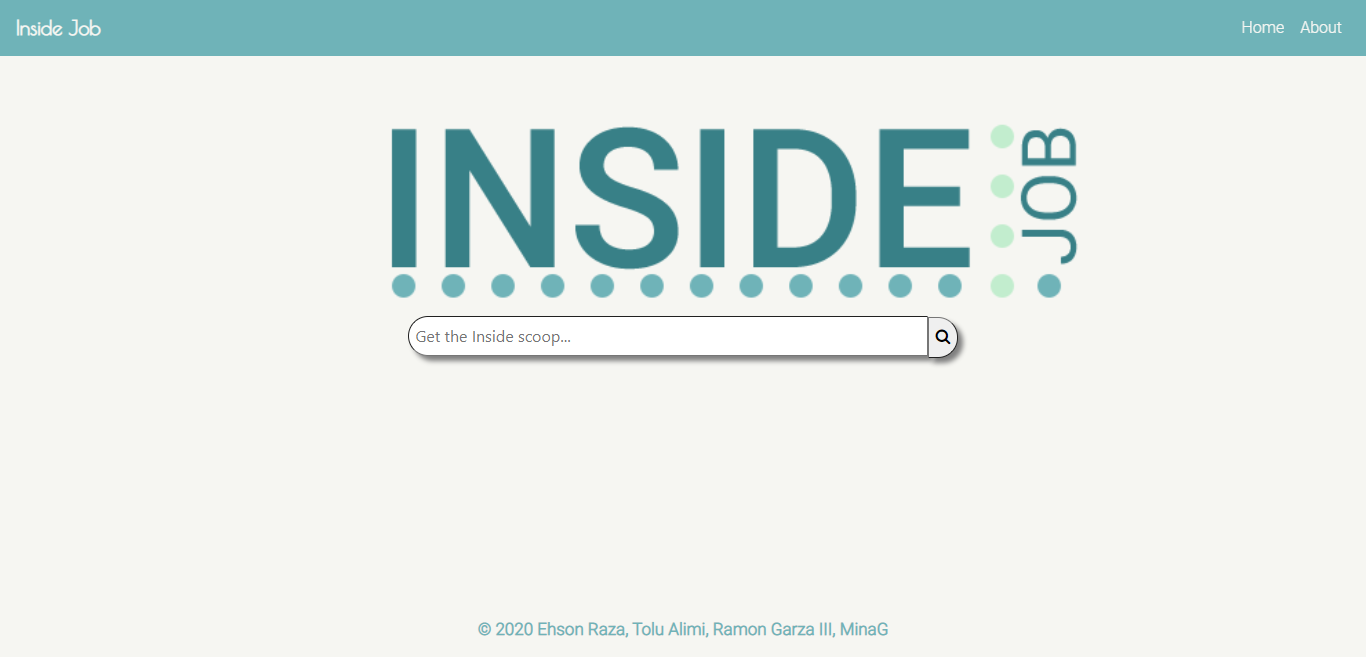 Inside Job
Home
About
INSIDE
JOB
Get the Inside scoop...
© 2020 Ehson Raza, Tolu Alimi, Ramon Garza III, MinaG